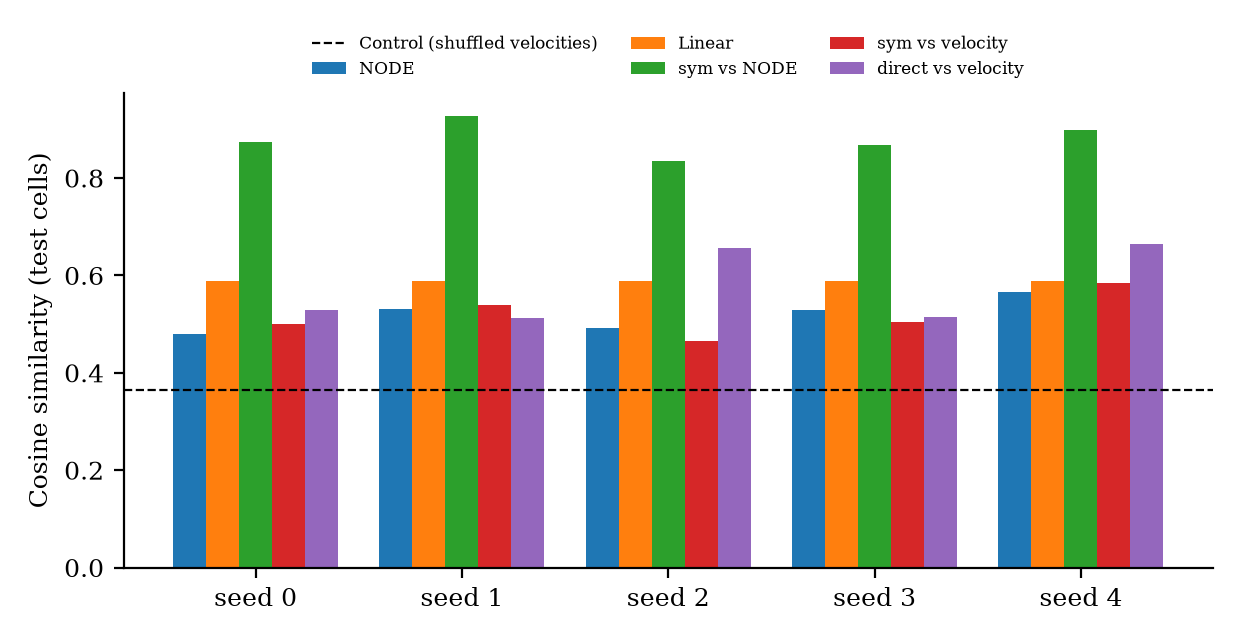 Control (shuffled velocities)
NODE
Linear
sym vs NODE
sym vs velocity
direct vs velocity
Cosine similarity (test cells)
0.8
0.6
0.4
0.2
0.0
seed 0
seed 1
seed 2
seed 3
seed 4